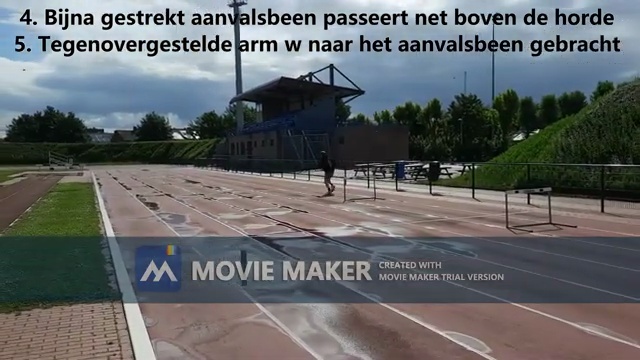 4. Bijna gestrekt aanvalsbeen passeert net boven de horde
5. Tegenovergestelde arm w naar het aanvalsbeen gebracht
MOVIE MAKER
CREATED WITH
MOVIE MAKER TRIAL VERSION